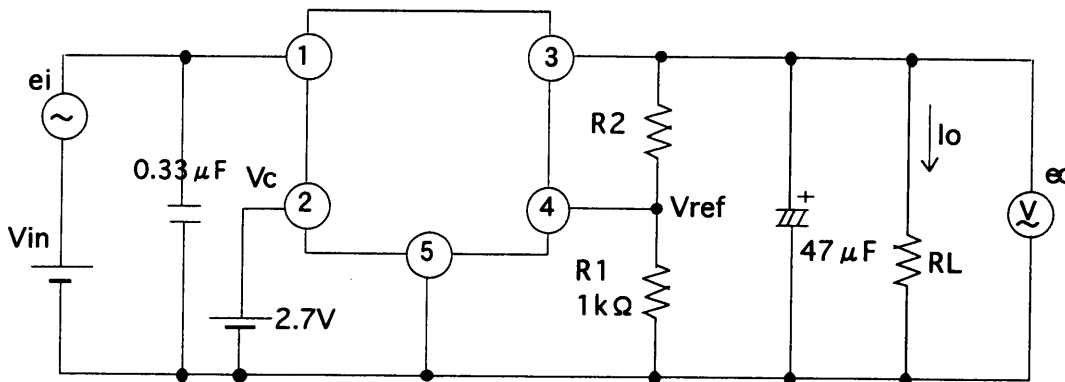 1
3
ei
~
R2
Io
0.33μF
Vc
eo
2
4
Vref
+
V
~
Vin
5
R1
1kΩ
47μF
RL
2.7V